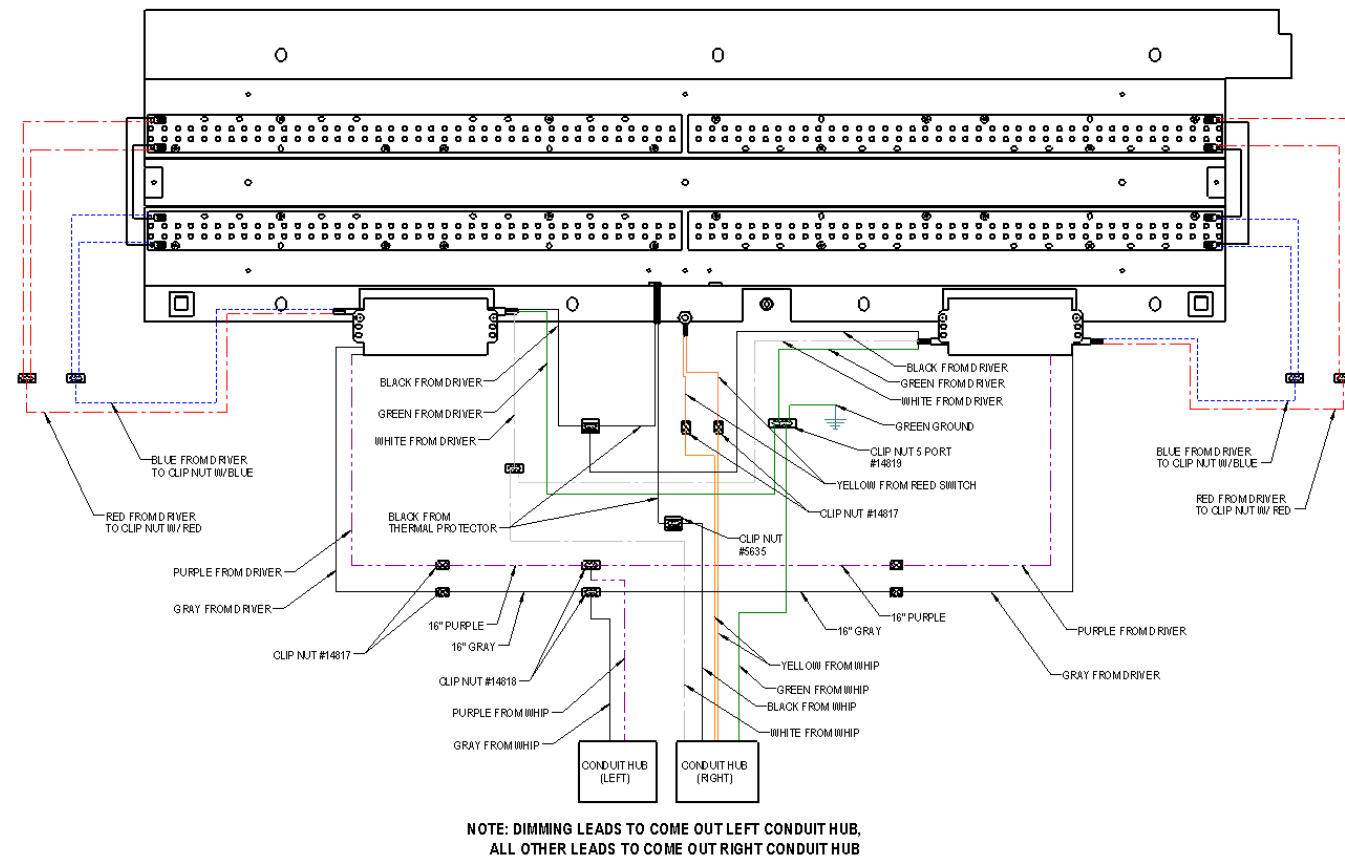 BLACK FROM DRIVER
GREEN FROM DRIVER
WHITE FROM DRIVER
BLACK FROM DRIVER
GREEN FROM DRIVER
WHITE FROM DRIVER
GREEN GROUND
CLIP NUT 5 PORT
#14819
YELLOW FROM REED SWITCH
CLIP NUT #14817
BLUE FROM DRIVER
TO CLIP NUT W/BLUE
RED FROM DRIVER
TO CLIP NUT W/ RED
BLUE FROM DRIVER
TO CLIP NUT W/BLUE
RED FROM DRIVER
TO CLIP NUT W/ RED
BLACK FROM
THERMAL PROTECTOR
CLIP NUT
#5635
PURPLE FROM DRIVER
GRAY FROM DRIVER
16" PURPLE
16" GRAY
CLIP NUT #14817
CLIP NUT #14818
PURPLE FROM WHIP
GRAY FROM WHIP
16" PURPLE
16" GRAY
PURPLE FROM DRIVER
GRAY FROM DRIVER
YELLOW FROM WHIP
GREEN FROM WHIP
BLACK FROM WHIP
WHITE FROM WHIP
CONDUIT HUB
(LEFT)
CONDUIT HUB
(RIGHT)
NOTE: DIMMING LEADS TO COME OUT LEFT CONDUIT HUB,
ALL OTHER LEADS TO COME OUT RIGHT CONDUIT HUB